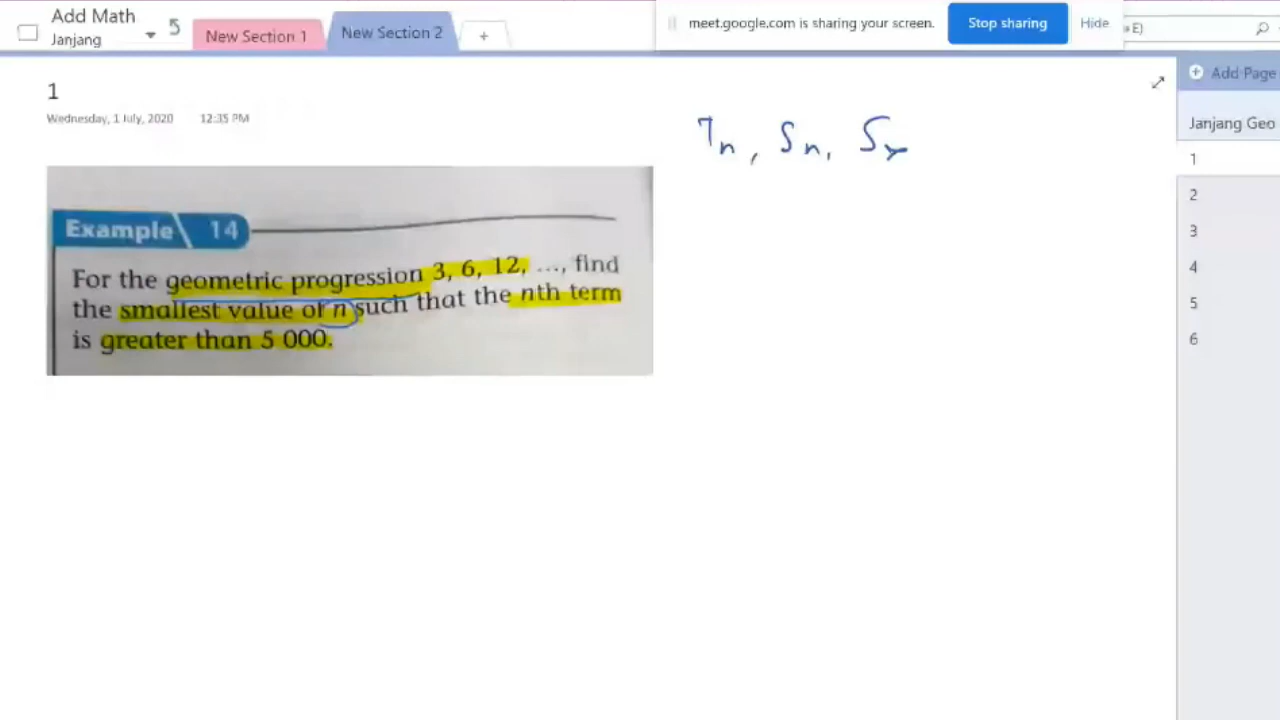 Add Math
Janjang
New Section 1
New Section 2
+
meet.google.com is sharing your screen.
Stop sharing
Hide
E)
Add Page
1
Wednesday, 1 July, 2020
12:35 PM
Tn, Sn,
Janjang Geo
1
2
3
4
5
6
Example 14
For the geometric progression 3, 6, 12, ..., find
the smallest value of n such that the nth term
is greater than 5 000.